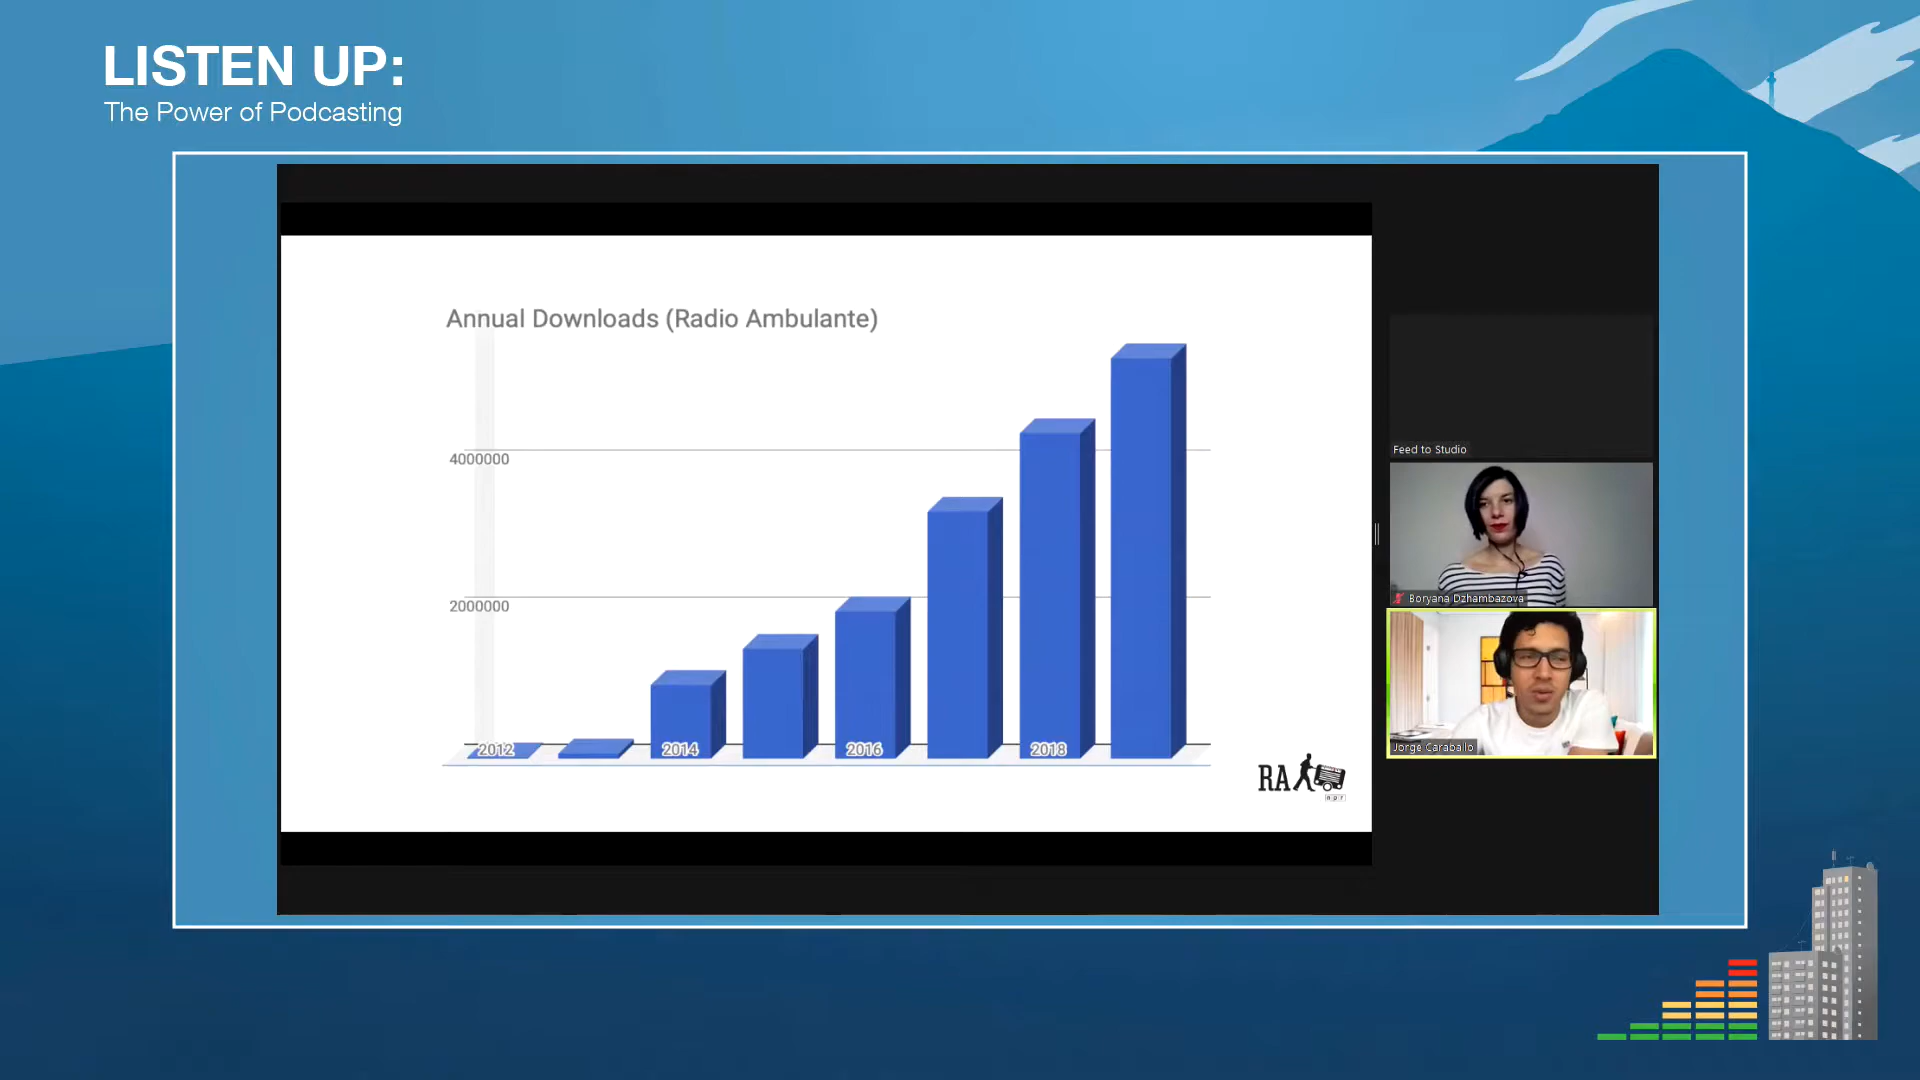 LISTEN UP:
The Power of Podcasting
Annual Downloads (Radio Ambulante)
4000000
2000000
2012
2014
2016
2018
RA
npr
Feed to Studio
Boryana Dzhambazova
Jorge Caraballo